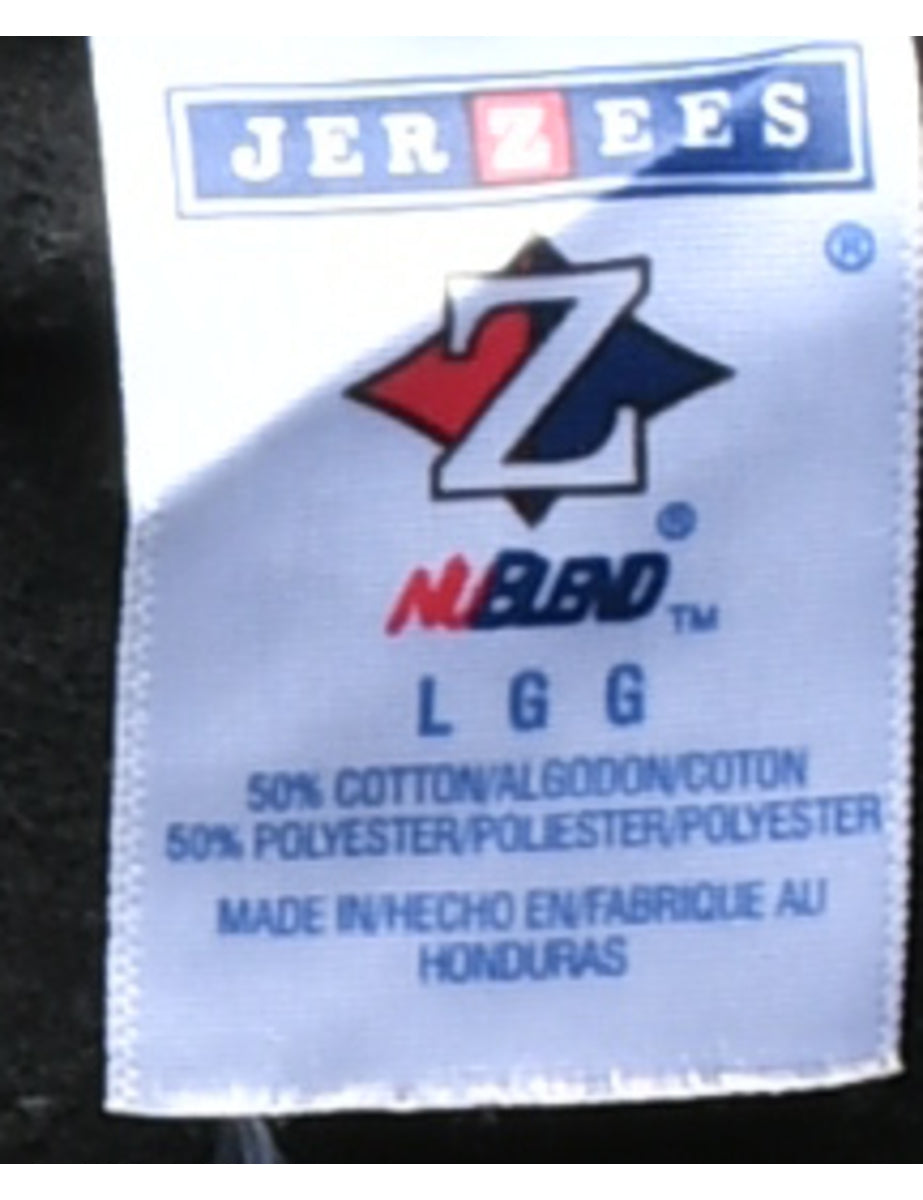 JERZEES
®
Z
®
NUBLEND TM
L G G
50% COTTON/ALGODON/COTON
50% POLYESTER/POLIESTER/POLYESTER
MADE IN/HECHO EN/FABRIQUE AU
HONDURAS